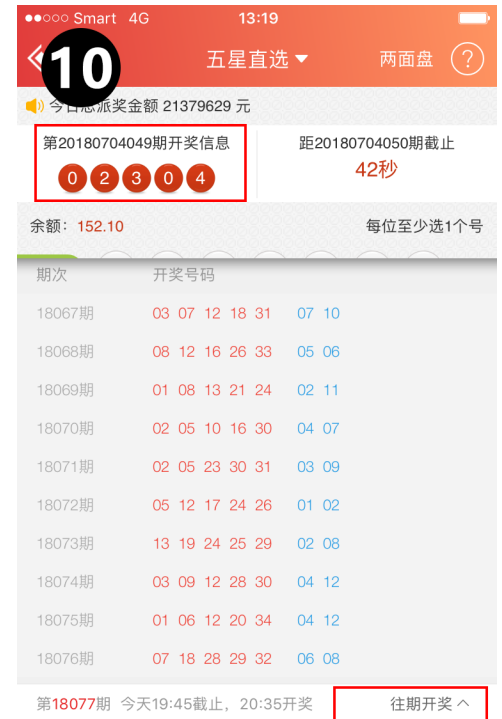 Smart 4G 13:19
10
五星直选 两面盘 ?
今日总派奖金额 21379629 元
第20180704049期开奖信息
0 2 3 0 4
距20180704050期截止
42秒
余额：152.10 每位至少选1个号
期次 开奖号码
18067期 03 07 12 18 31 07 10
18068期 08 12 16 26 33 05 06
18069期 01 08 13 21 24 02 11
18070期 02 05 10 16 30 04 07
18071期 02 05 23 30 31 03 09
18072期 05 12 17 24 26 01 02
18073期 13 19 24 25 29 02 08
18074期 03 09 12 28 30 04 12
18075期 01 06 12 20 34 04 12
18076期 07 18 28 29 32 06 08
第18077期 今天19:45截止，20:35开奖 往期开奖